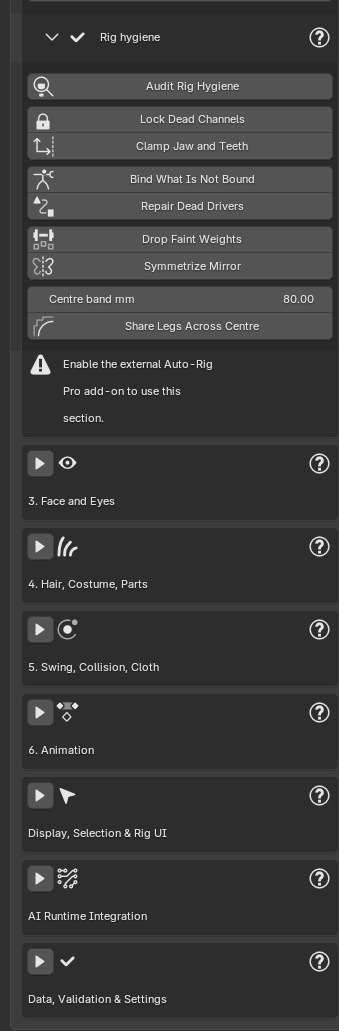 Rig hygiene
Audit Rig Hygiene
Lock Dead Channels
Clamp Jaw and Teeth
Bind What Is Not Bound
Repair Dead Drivers
Drop Faint Weights
Symmetrize Mirror
Centre band mm 80.00
Share Legs Across Centre
Enable the external Auto-Rig
Pro add-on to use this
section.
3. Face and Eyes
4. Hair, Costume, Parts
5. Swing, Collision, Cloth
6. Animation
Display, Selection & Rig UI
AI Runtime Integration
Data, Validation & Settings